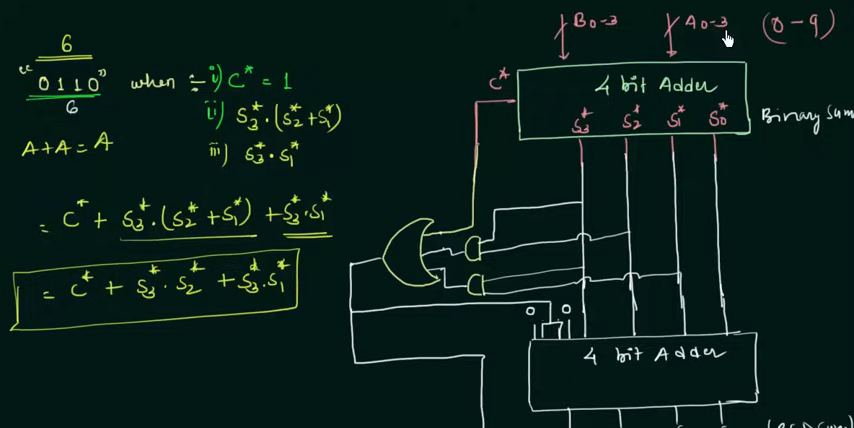 6
"0110" when :- i) C* = 1
6
ii) S3*·(S2*+S1*)
A+A = A
iii) S3*·S1*
= C* + S3*·(S2*+S1*) + S3*·S1*
= C* + S3*·S2* + S3*·S1*
B0-3 A0-3 (0-9)
C* 4 bit Adder
S3* S2* S1* S0* Binary Sum
0 0
4 bit Adder